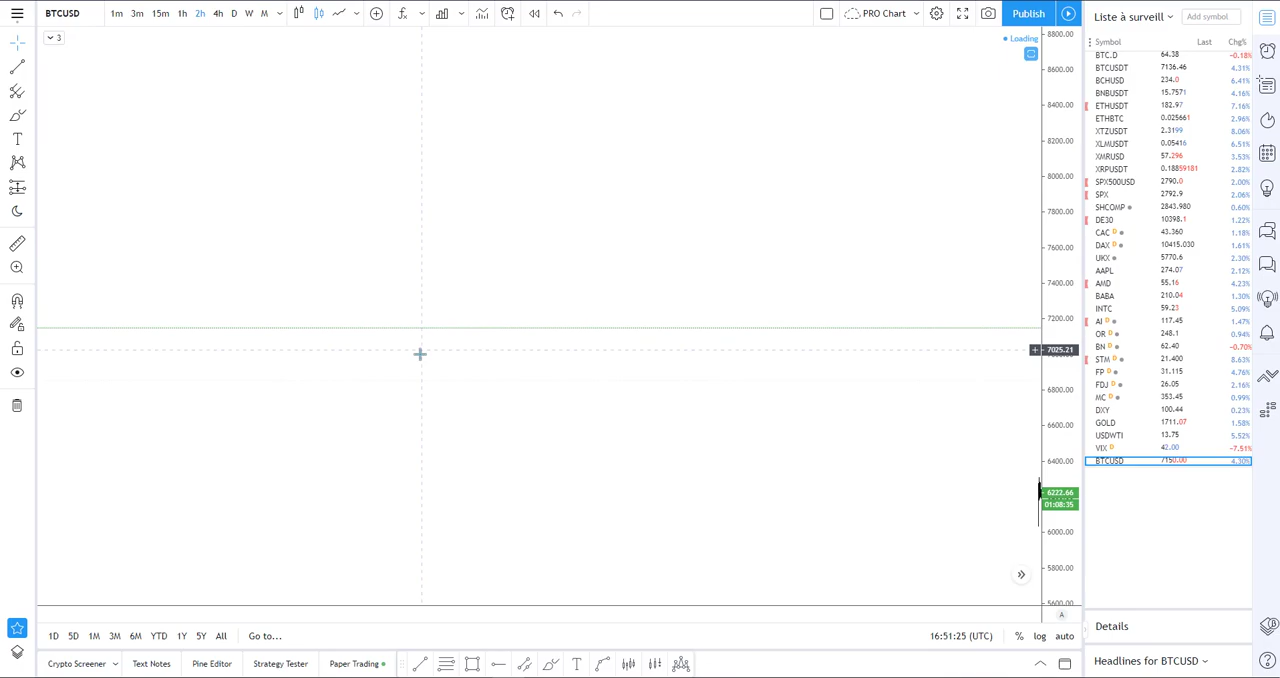 BTCUSD 1m 3m 15m 1h 2h 4h D W M PRO Chart Publish
3
Loading
8800.00
8600.00
8400.00
8200.00
8000.00
7800.00
7600.00
7400.00
7200.00
7025.21
6800.00
6600.00
6400.00
6222.66
01:08:35
6000.00
5800.00
5600.00
A
1D 5D 1M 3M 6M YTD 1Y 5Y All Go to... 16:51:25 (UTC) % log auto
Crypto Screener Text Notes Pine Editor Strategy Tester Paper Trading
Liste à surveill Add symbol
Symbol Last Chg%
BTC.D 64.38 -0.18%
BTCUSDT 7136.46 4.31%
BCHUSD 234.0 6.41%
BNBUSDT 15.7571 4.16%
ETHUSDT 182.97 7.16%
ETHBTC 0.025661 2.96%
XTZUSDT 2.3199 8.06%
XLMUSDT 0.05416 6.51%
XMRUSD 57.296 3.53%
XRPUSDT 0.18859181 2.82%
SPX500USD 2790.0 2.00%
SPX 2792.9 2.06%
SHCOMP 2843.980 0.60%
DE30 10398.1 1.22%
CAC D 43.360 1.18%
DAX D 10415.030 1.61%
UKX 5770.6 2.30%
AAPL 274.07 2.12%
AMD 55.16 4.23%
BABA 210.04 1.30%
INTC 59.23 5.09%
AI D 117.45 1.47%
OR D 248.1 0.94%
BN D 62.40 -0.70%
STM D 21.400 8.63%
FP D 31.115 4.76%
FDJ D 26.05 2.16%
MC D 353.45 0.99%
DXY 100.44 0.23%
GOLD 1711.07 1.58%
USDWTI 13.75 5.52%
VIX D 42.00 -7.51%
BTCUSD 7150.00 4.30%
Details
Headlines for BTCUSD